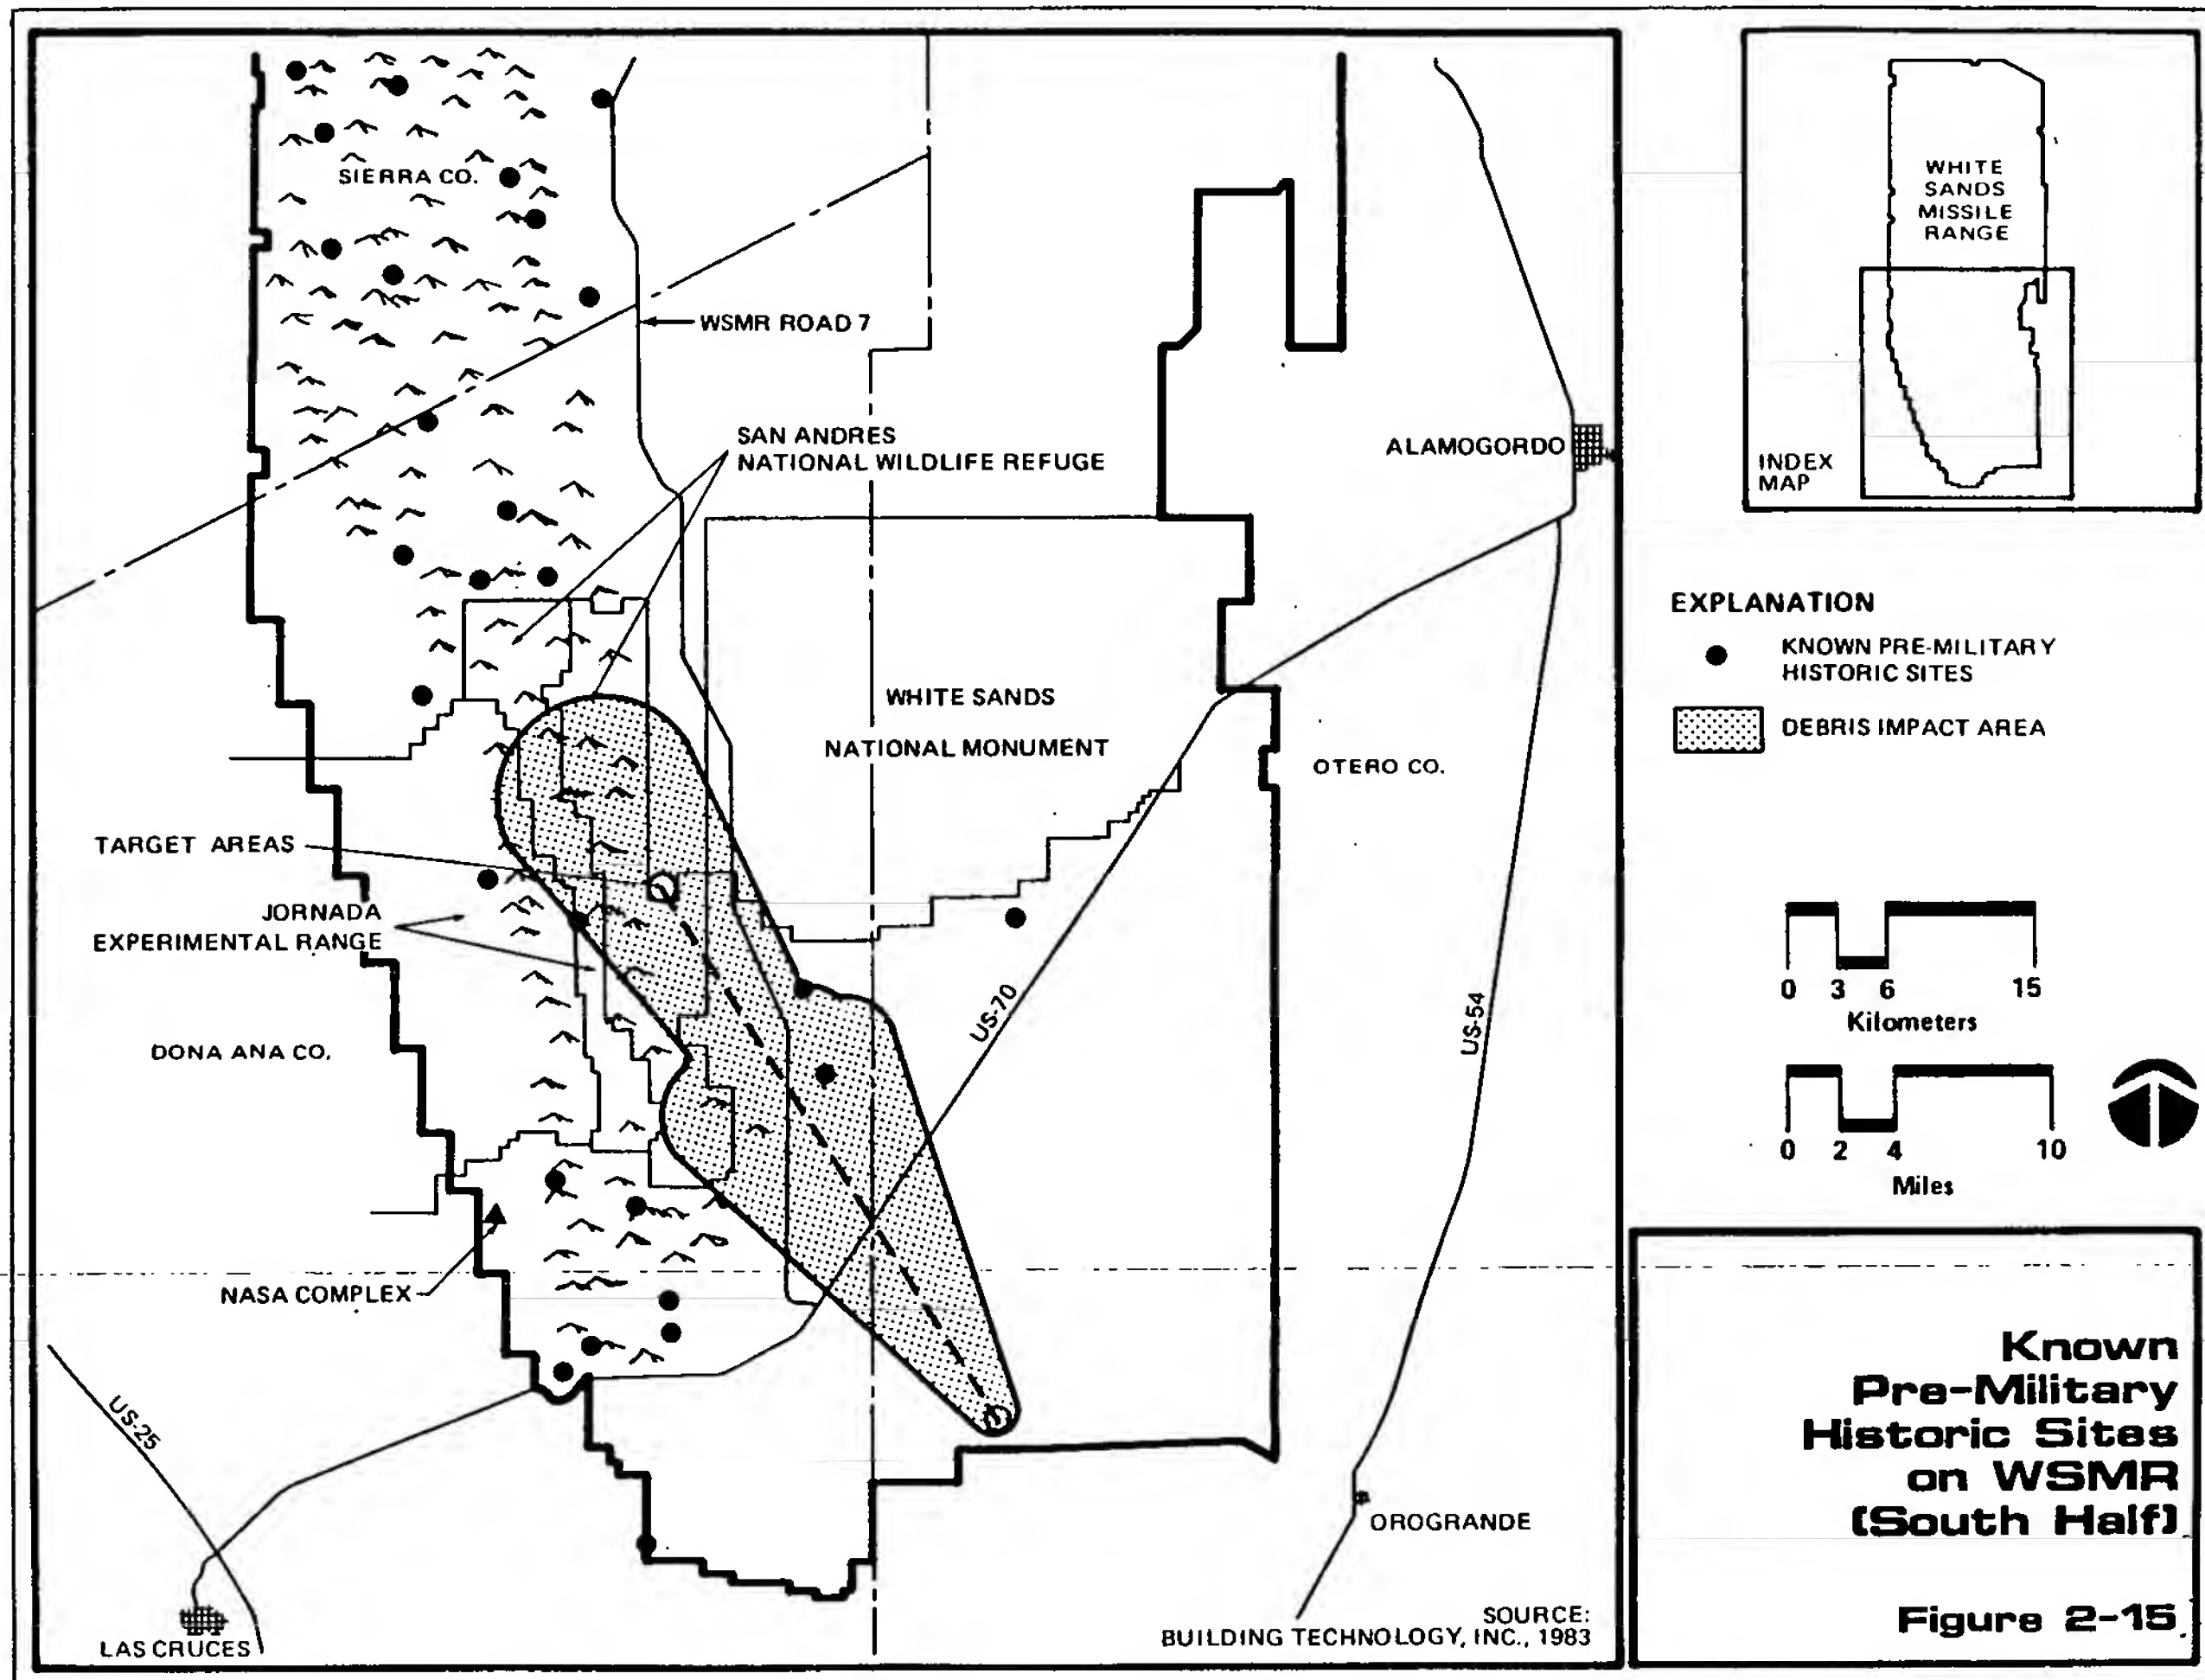 SIERRA CO.
WSMR ROAD 7
SAN ANDRES
NATIONAL WILDLIFE REFUGE
ALAMOGORDO
WHITE SANDS
NATIONAL MONUMENT
OTERO CO.
TARGET AREAS
JORNADA
EXPERIMENTAL RANGE
DONA ANA CO.
US-70
US-54
NASA COMPLEX
US-25
LAS CRUCES
OROGRANDE
SOURCE:
BUILDING TECHNOLOGY, INC., 1983
WHITE
SANDS
MISSILE
RANGE
INDEX
MAP
EXPLANATION
KNOWN PRE-MILITARY
HISTORIC SITES
DEBRIS IMPACT AREA
0 3 6 15
Kilometers
0 2 4 10
Miles
Known
Pre-Military
Historic Sites
on WSMR
(South Half)
Figure 2-15